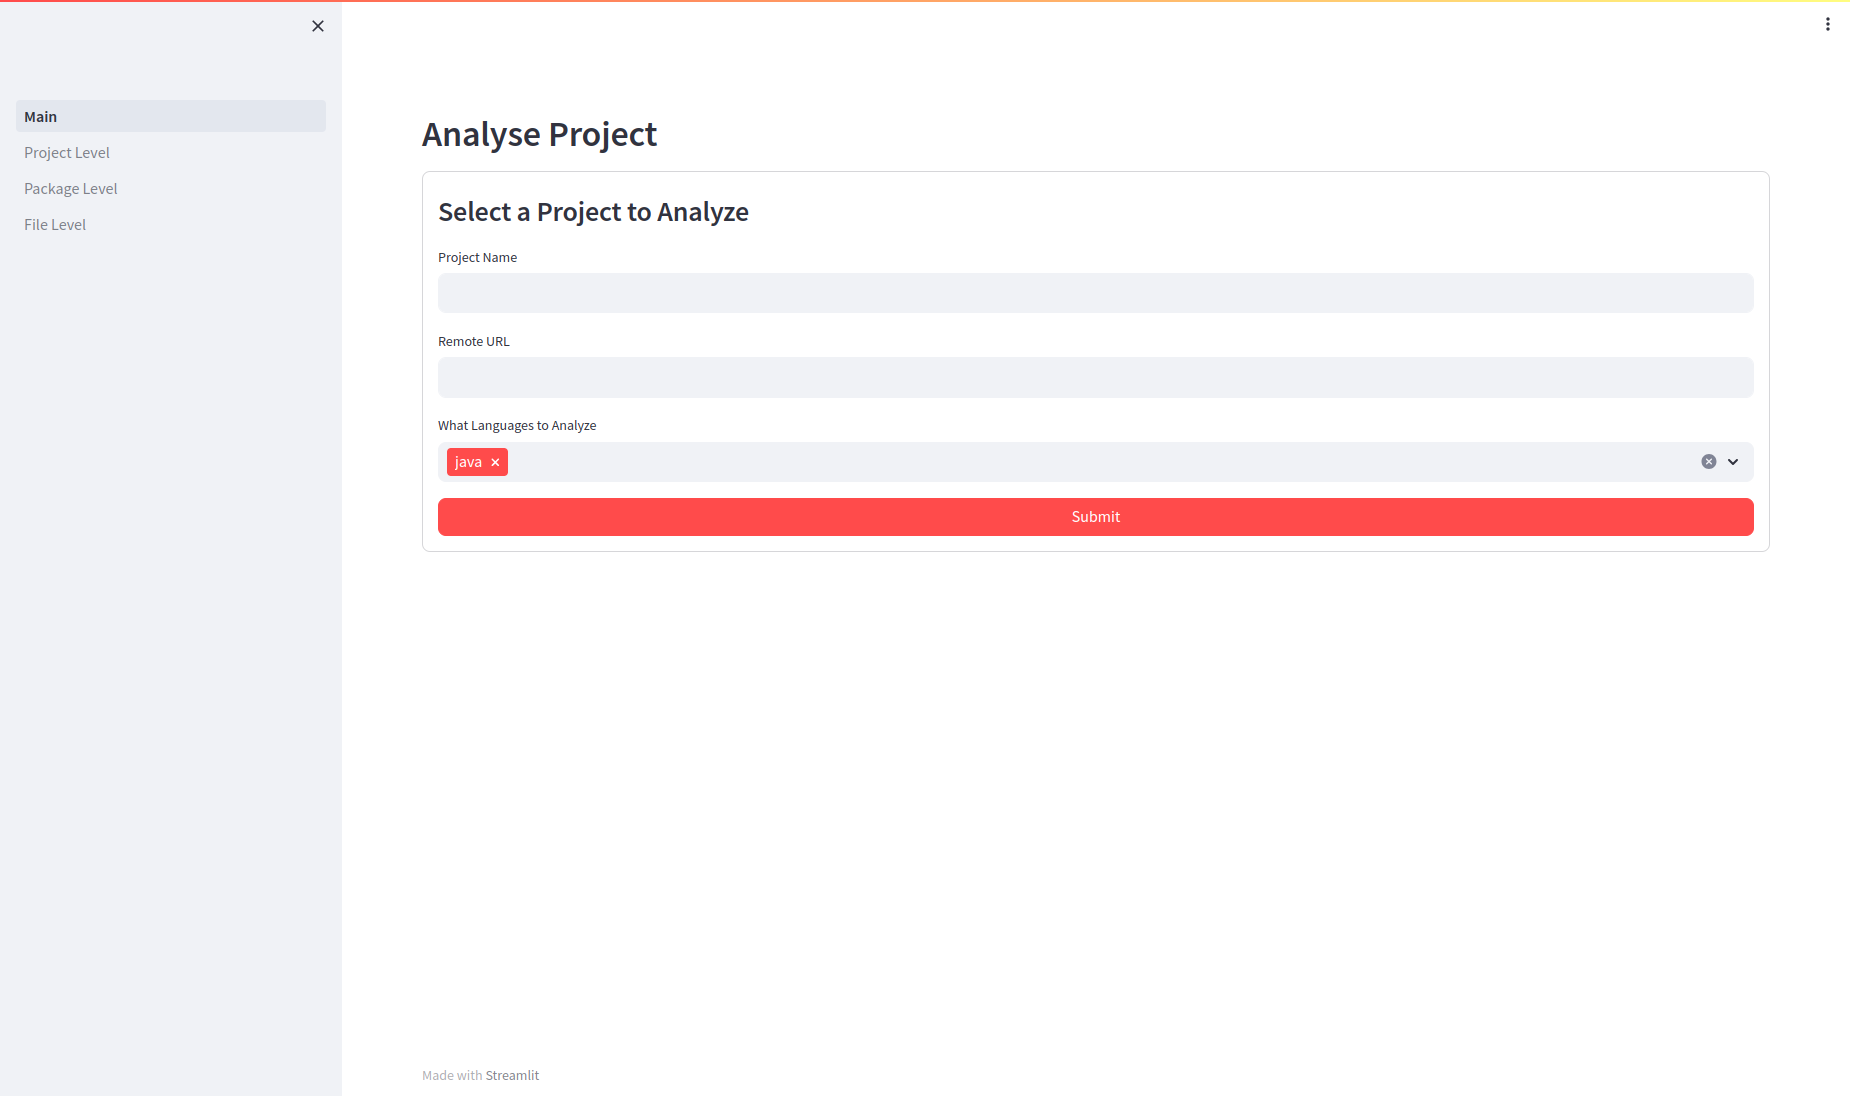 Main
Project Level
Package Level
File Level
Analyse Project
Select a Project to Analyze
Project Name
Remote URL
What Languages to Analyze
java
Submit
Made with Streamlit